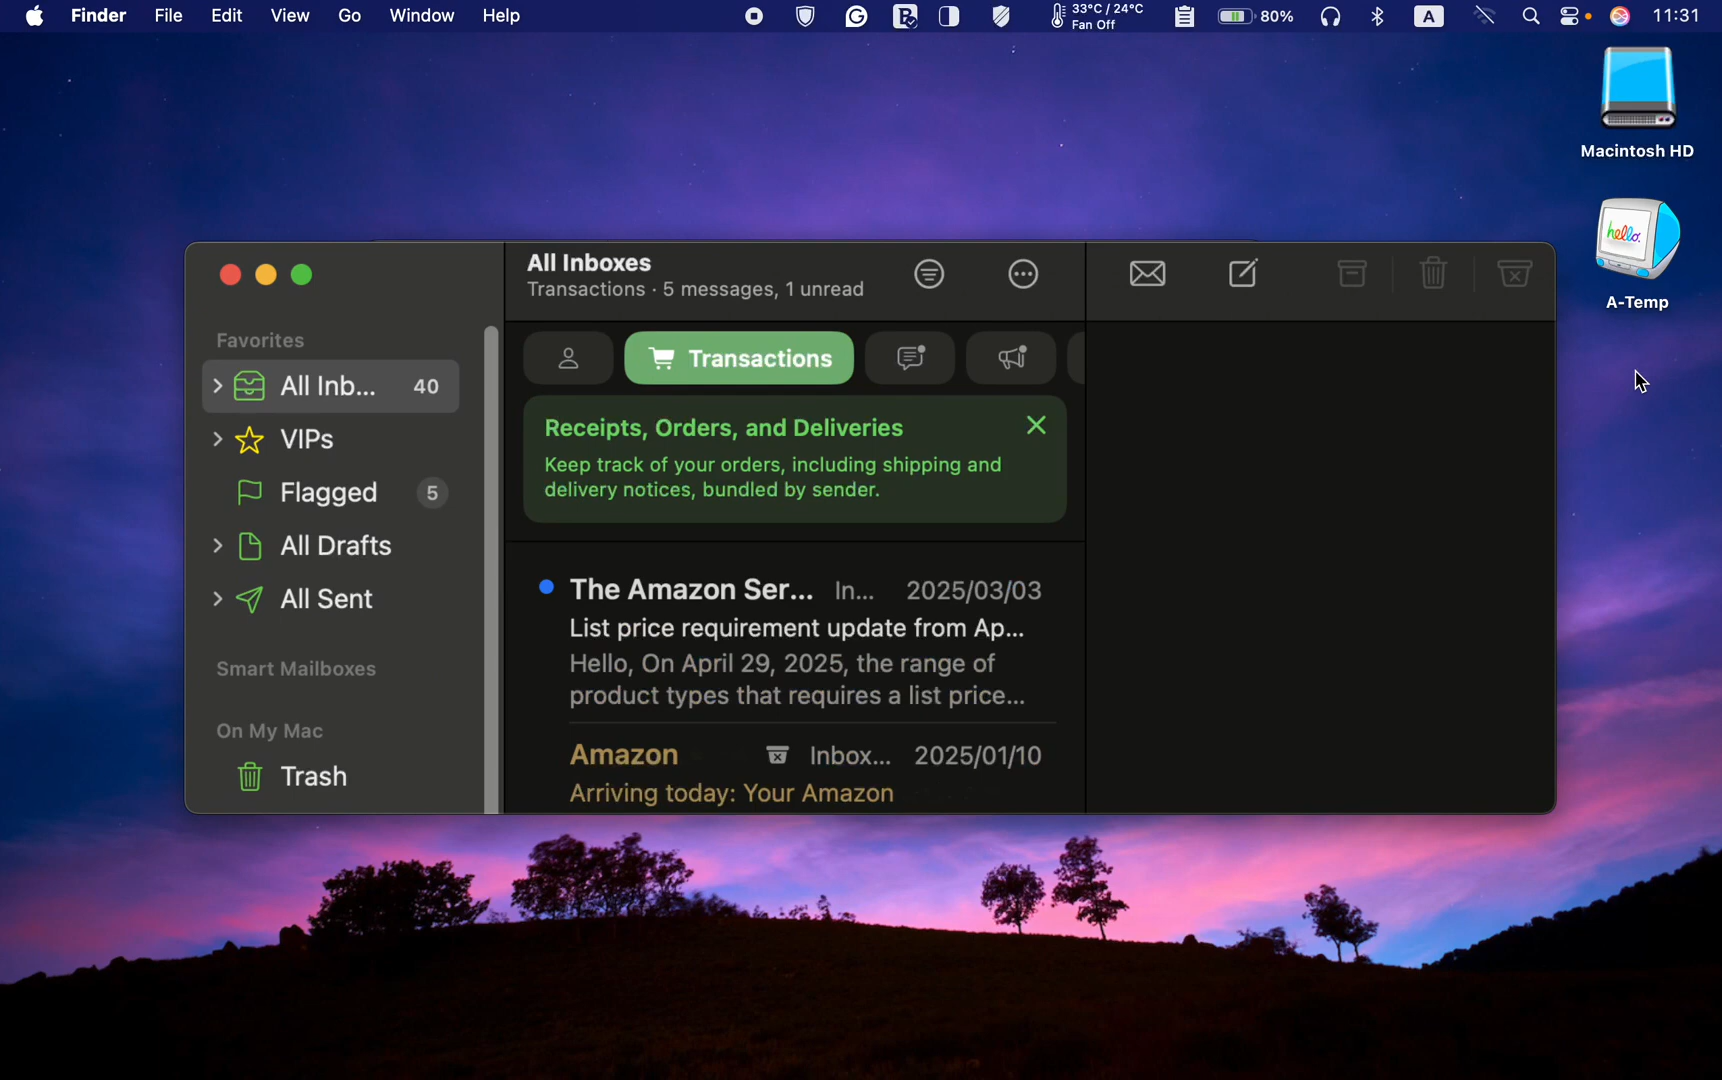 Finder File Edit View Go Window Help 33°C / 24°C 80% A 11:31
Fan Off
Macintosh HD
hello.
A-Temp
All Inboxes
Transactions · 5 messages, 1 unread
Favorites
All Inb... 40
VIPs
Flagged 5
All Drafts
All Sent
Smart Mailboxes
On My Mac
Trash
Transactions
Receipts, Orders, and Deliveries
Keep track of your orders, including shipping and
delivery notices, bundled by sender.
The Amazon Ser... In... 2025/03/03
List price requirement update from Ap...
Hello, On April 29, 2025, the range of
product types that requires a list price...
Amazon Inbox... 2025/01/10
Arriving today: Your Amazon